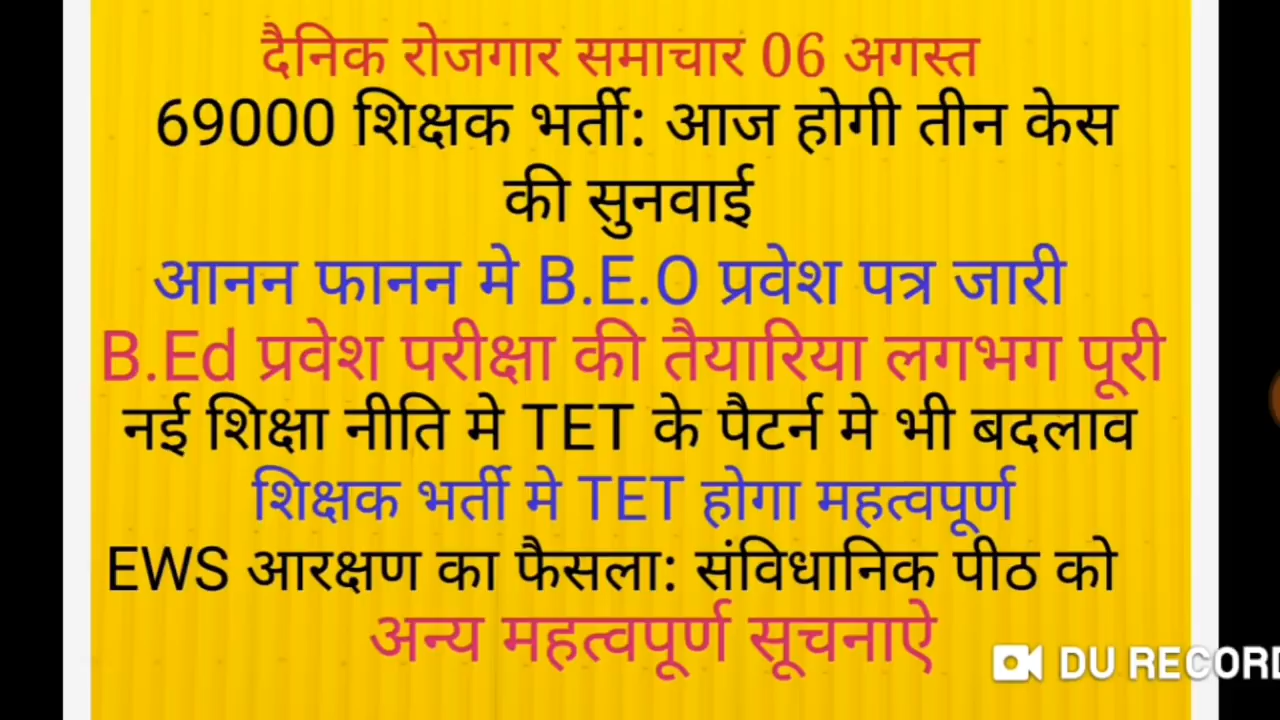 दैनिक रोजगार समाचार 06 अगस्त
69000 शिक्षक भर्ती: आज होगी तीन केस
की सुनवाई
आनन फानन मे B.E.O प्रवेश पत्र जारी
B.Ed प्रवेश परीक्षा की तैयारिया लगभग पूरी
नई शिक्षा नीति मे TET के पैटर्न मे भी बदलाव
शिक्षक भर्ती मे TET होगा महत्वपूर्ण
EWS आरक्षण का फैसला: संविधानिक पीठ को
अन्य महत्वपूर्ण सूचनाऐ
DU RECORD